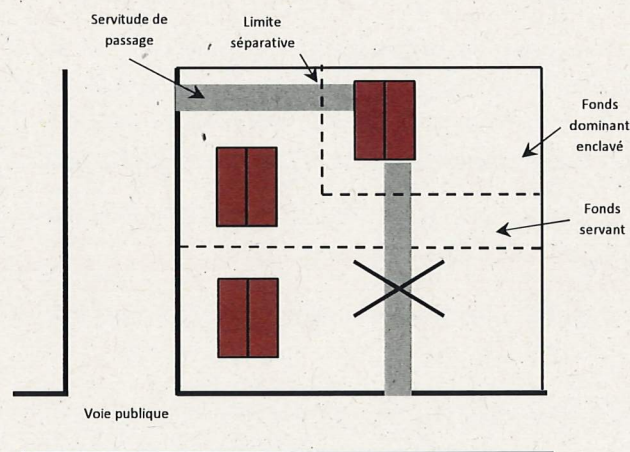 Servitude de
passage
Limite
séparative
Fonds
dominant
enclavé
Fonds
servant
Voie publique